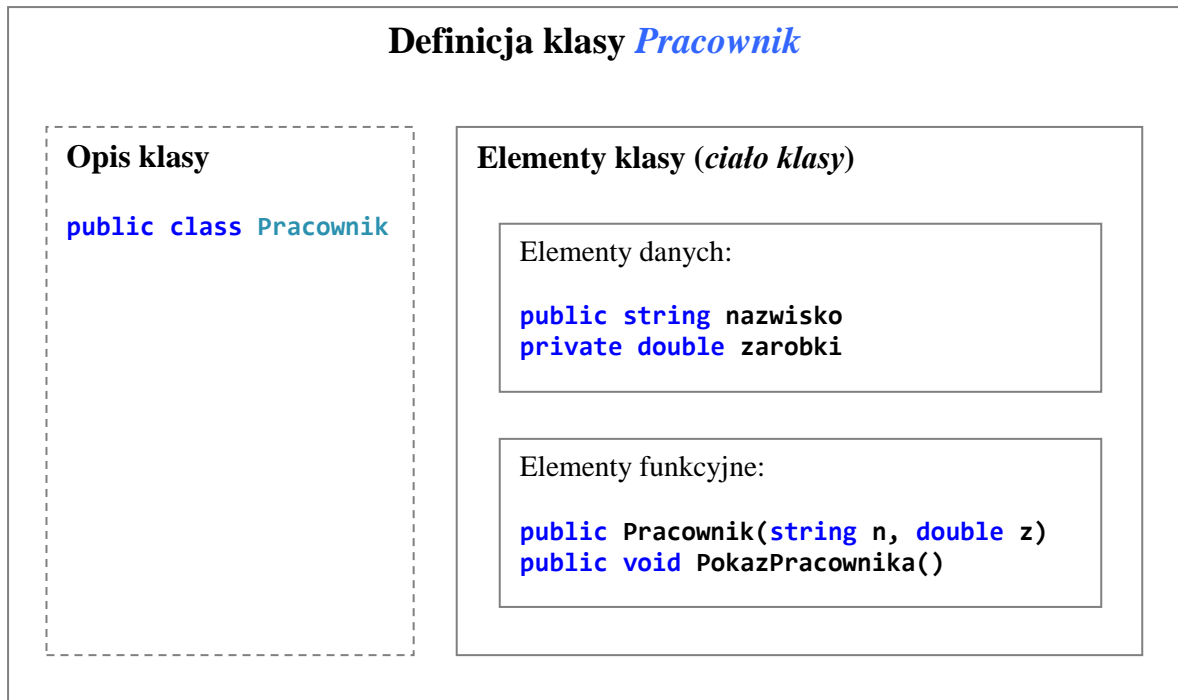 Definicja klasy Pracownik
Opis klasy
public class Pracownik
Elementy klasy (ciało klasy)
Elementy danych:
public string nazwisko
private double zarobki
Elementy funkcyjne:
public Pracownik(string n, double z)
public void PokazPracownika()